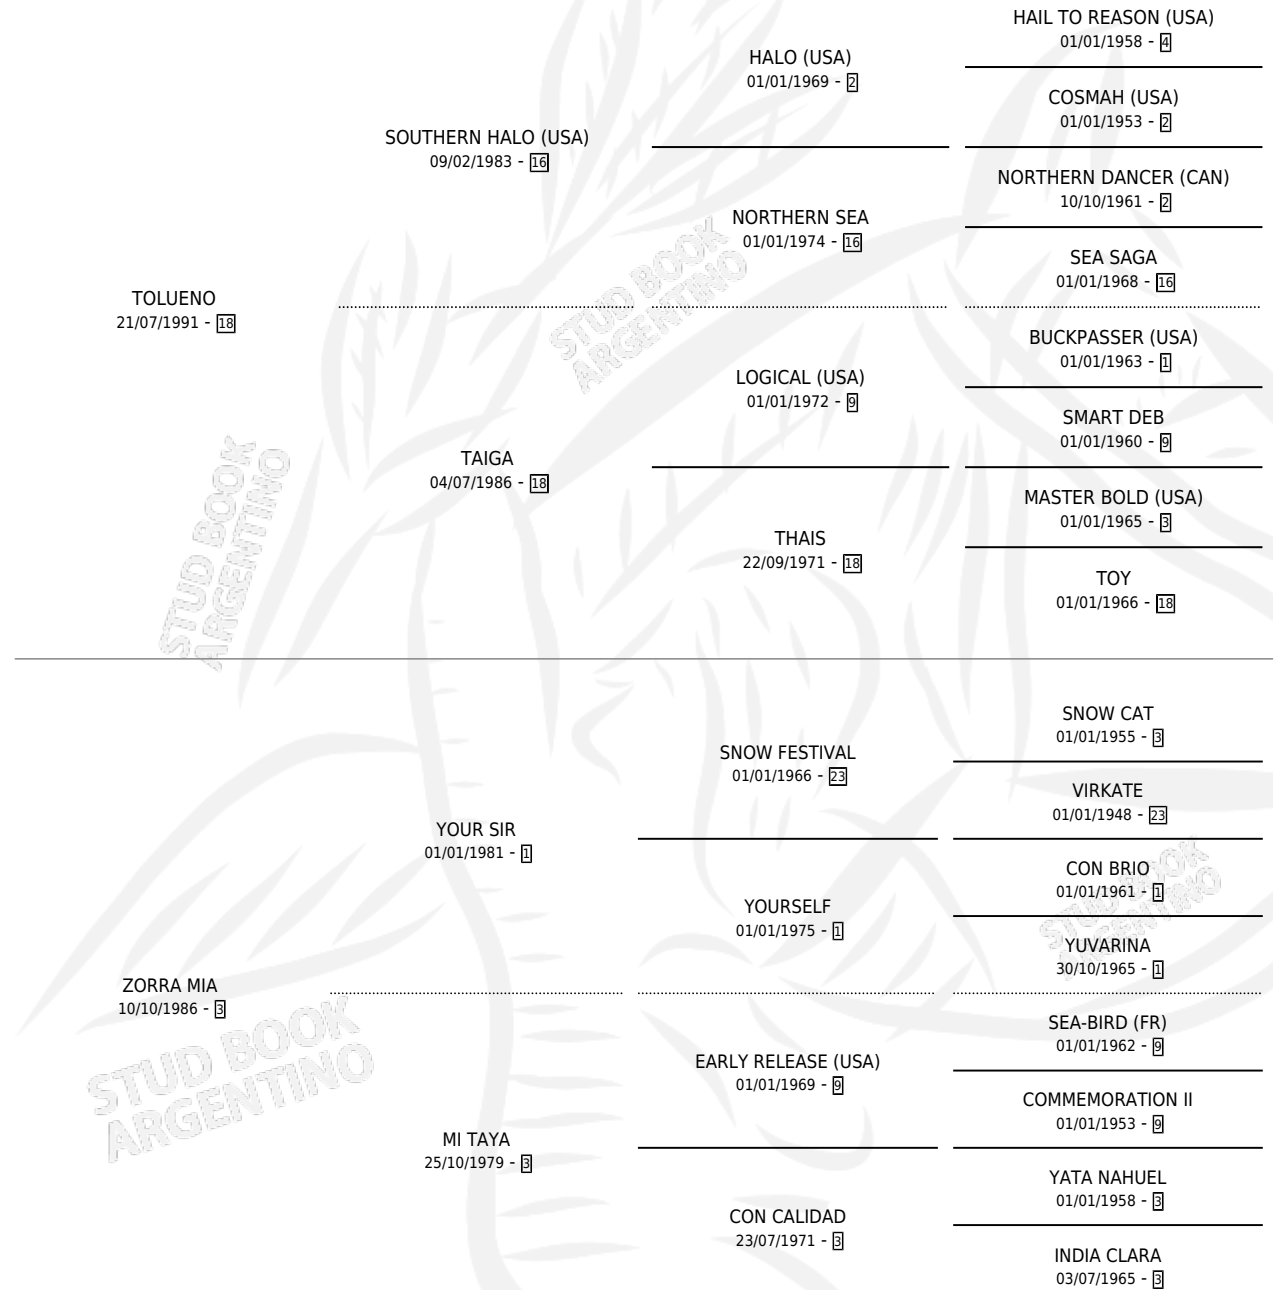 HAIL TO REASON (USA)
01/01/1958 - 4
HALO (USA)
01/01/1969 - 2
COSMAH (USA)
01/01/1953 - 2
SOUTHERN HALO (USA)
09/02/1983 - 16
NORTHERN DANCER (CAN)
10/10/1961 - 2
NORTHERN SEA
01/01/1974 - 16
SEA SAGA
01/01/1968 - 16
TOLUENO
21/07/1991 - 18
STUD BOOK
ARGENTINO
BUCKPASSER (USA)
01/01/1963 - 1
LOGICAL (USA)
01/01/1972 - 9
SMART DEB
01/01/1960 - 9
TAIGA
04/07/1986 - 18
MASTER BOLD (USA)
01/01/1965 - 3
THAIS
22/09/1971 - 18
TOY
01/01/1966 - 18
STUD BOOK
ARGENTINO
SNOW CAT
01/01/1955 - 3
SNOW FESTIVAL
01/01/1966 - 23
VIRKATE
01/01/1948 - 23
YOUR SIR
01/01/1981 - 1
CON BRIO
01/01/1961 - 1
YOURSELF
01/01/1975 - 1
STUD BOOK
ARGENTINO
YUVARINA
30/10/1965 - 1
ZORRA MIA
10/10/1986 - 3
SEA-BIRD (FR)
01/01/1962 - 9
EARLY RELEASE (USA)
01/01/1969 - 9
STUD BOOK
ARGENTINO
COMMEMORATION II
01/01/1953 - 9
MI TAYA
25/10/1979 - 3
YATA NAHUEL
01/01/1958 - 3
CON CALIDAD
23/07/1971 - 3
INDIA CLARA
03/07/1965 - 3